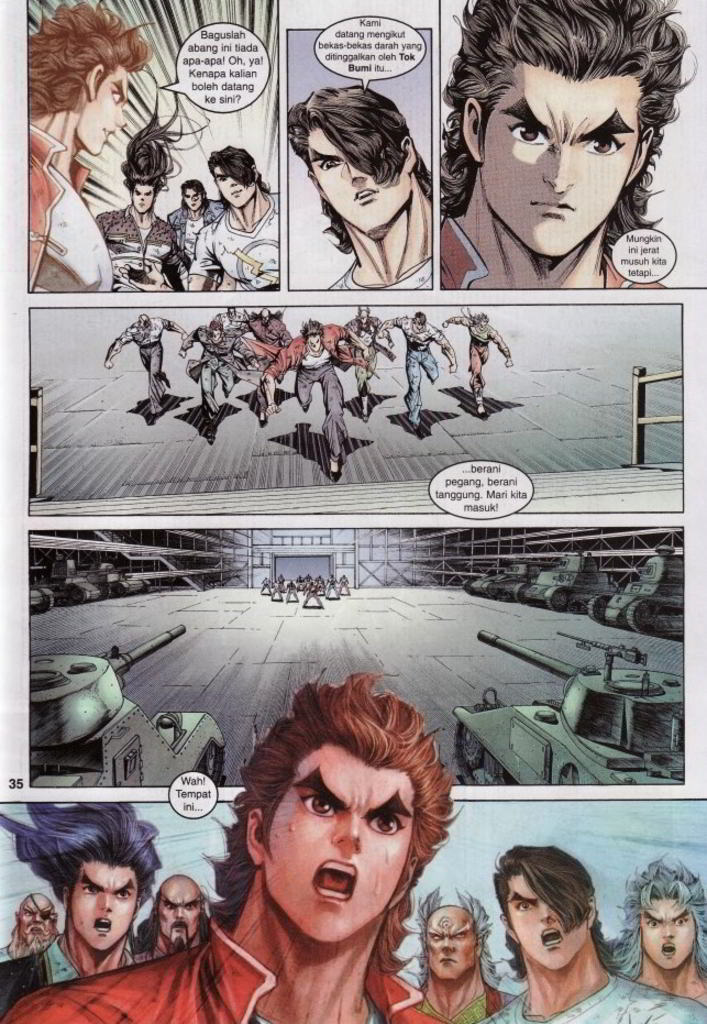 Baguslah
abang ini tiada
apa-apa! Oh, ya!
Kenapa kalian
boleh datang
ke sini?
Kami
datang mengikut
bekas-bekas darah yang
ditinggalkan oleh Tok
Bumi itu...
Mungkin
ini jerat
musuh kita
tetapi...
...berani
pegang, berani
tanggung. Mari kita
masuk!
35
Wah!
Tempat
ini...